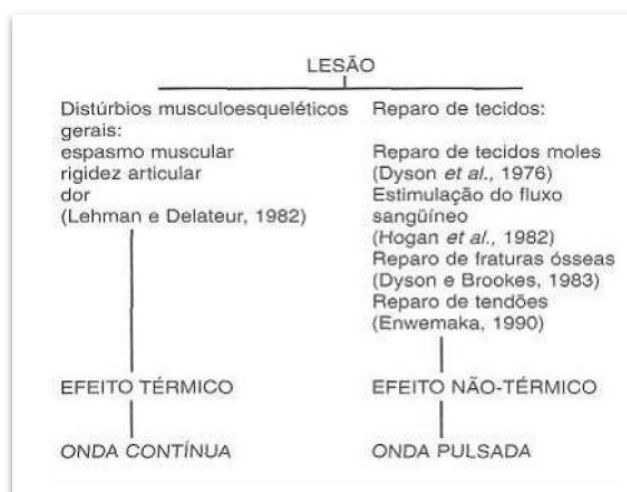 LESÃO
Distúrbios musculoesqueléticos
gerais:
espasmo muscular
rigidez articular
dor
(Lehman e Delateur, 1982)
EFEITO TÉRMICO
ONDA CONTÍNUA
Reparo de tecidos:
Reparo de tecidos moles
(Dyson et al., 1976)
Estimulação do fluxo
sangüíneo
(Hogan et al., 1982)
Reparo de fraturas ósseas
(Dyson e Brookes, 1983)
Reparo de tendões
(Enwemaka, 1990)
EFEITO NÃO-TÉRMICO
ONDA PULSADA